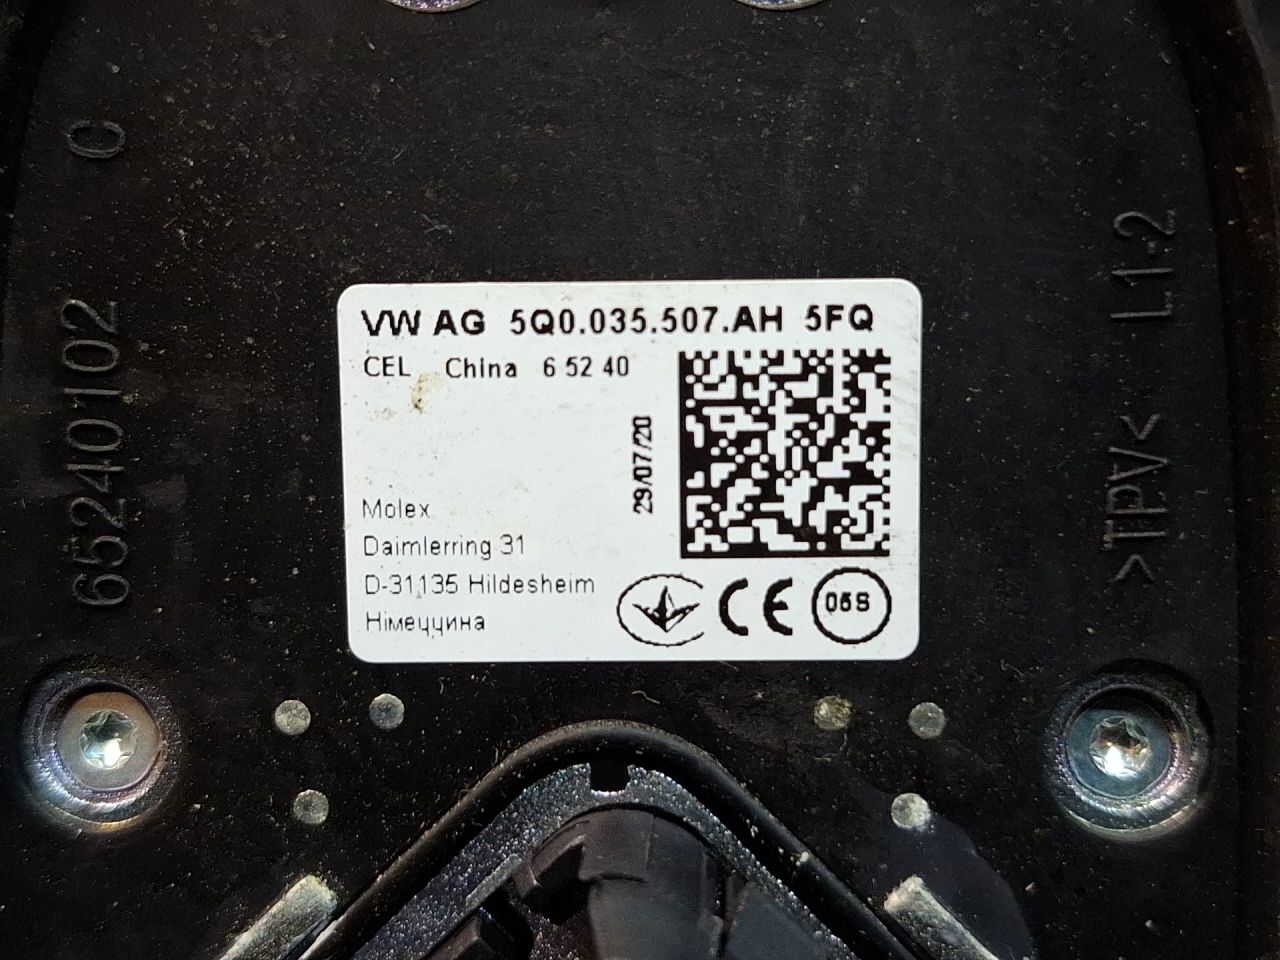 C
65240102
L1-2
>TPV<
VW AG 5Q0.035.507.AH 5FQ
CEL China 6 52 40
29/07/20
Molex
Daimlerring 31
D-31135 Hildesheim
Німеччина
CE
05S